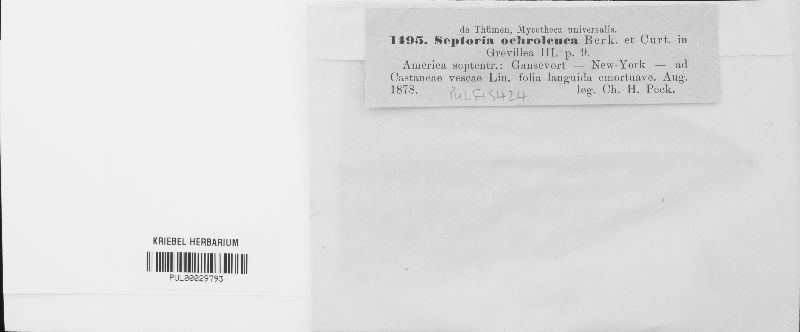 de Thümen, Mycotheca universalis.
1495. Septoria ochroleuca Berk. et Curt. in
Grevillea III. p. 9.
America septentr.: Gansevort — New-York — ad
Castaneae vescae Lin. folia languida emortuave. Aug.
1878. leg. Ch. H. Peck.
PUL F15424
KRIEBEL HERBARIUM
PUL00029793